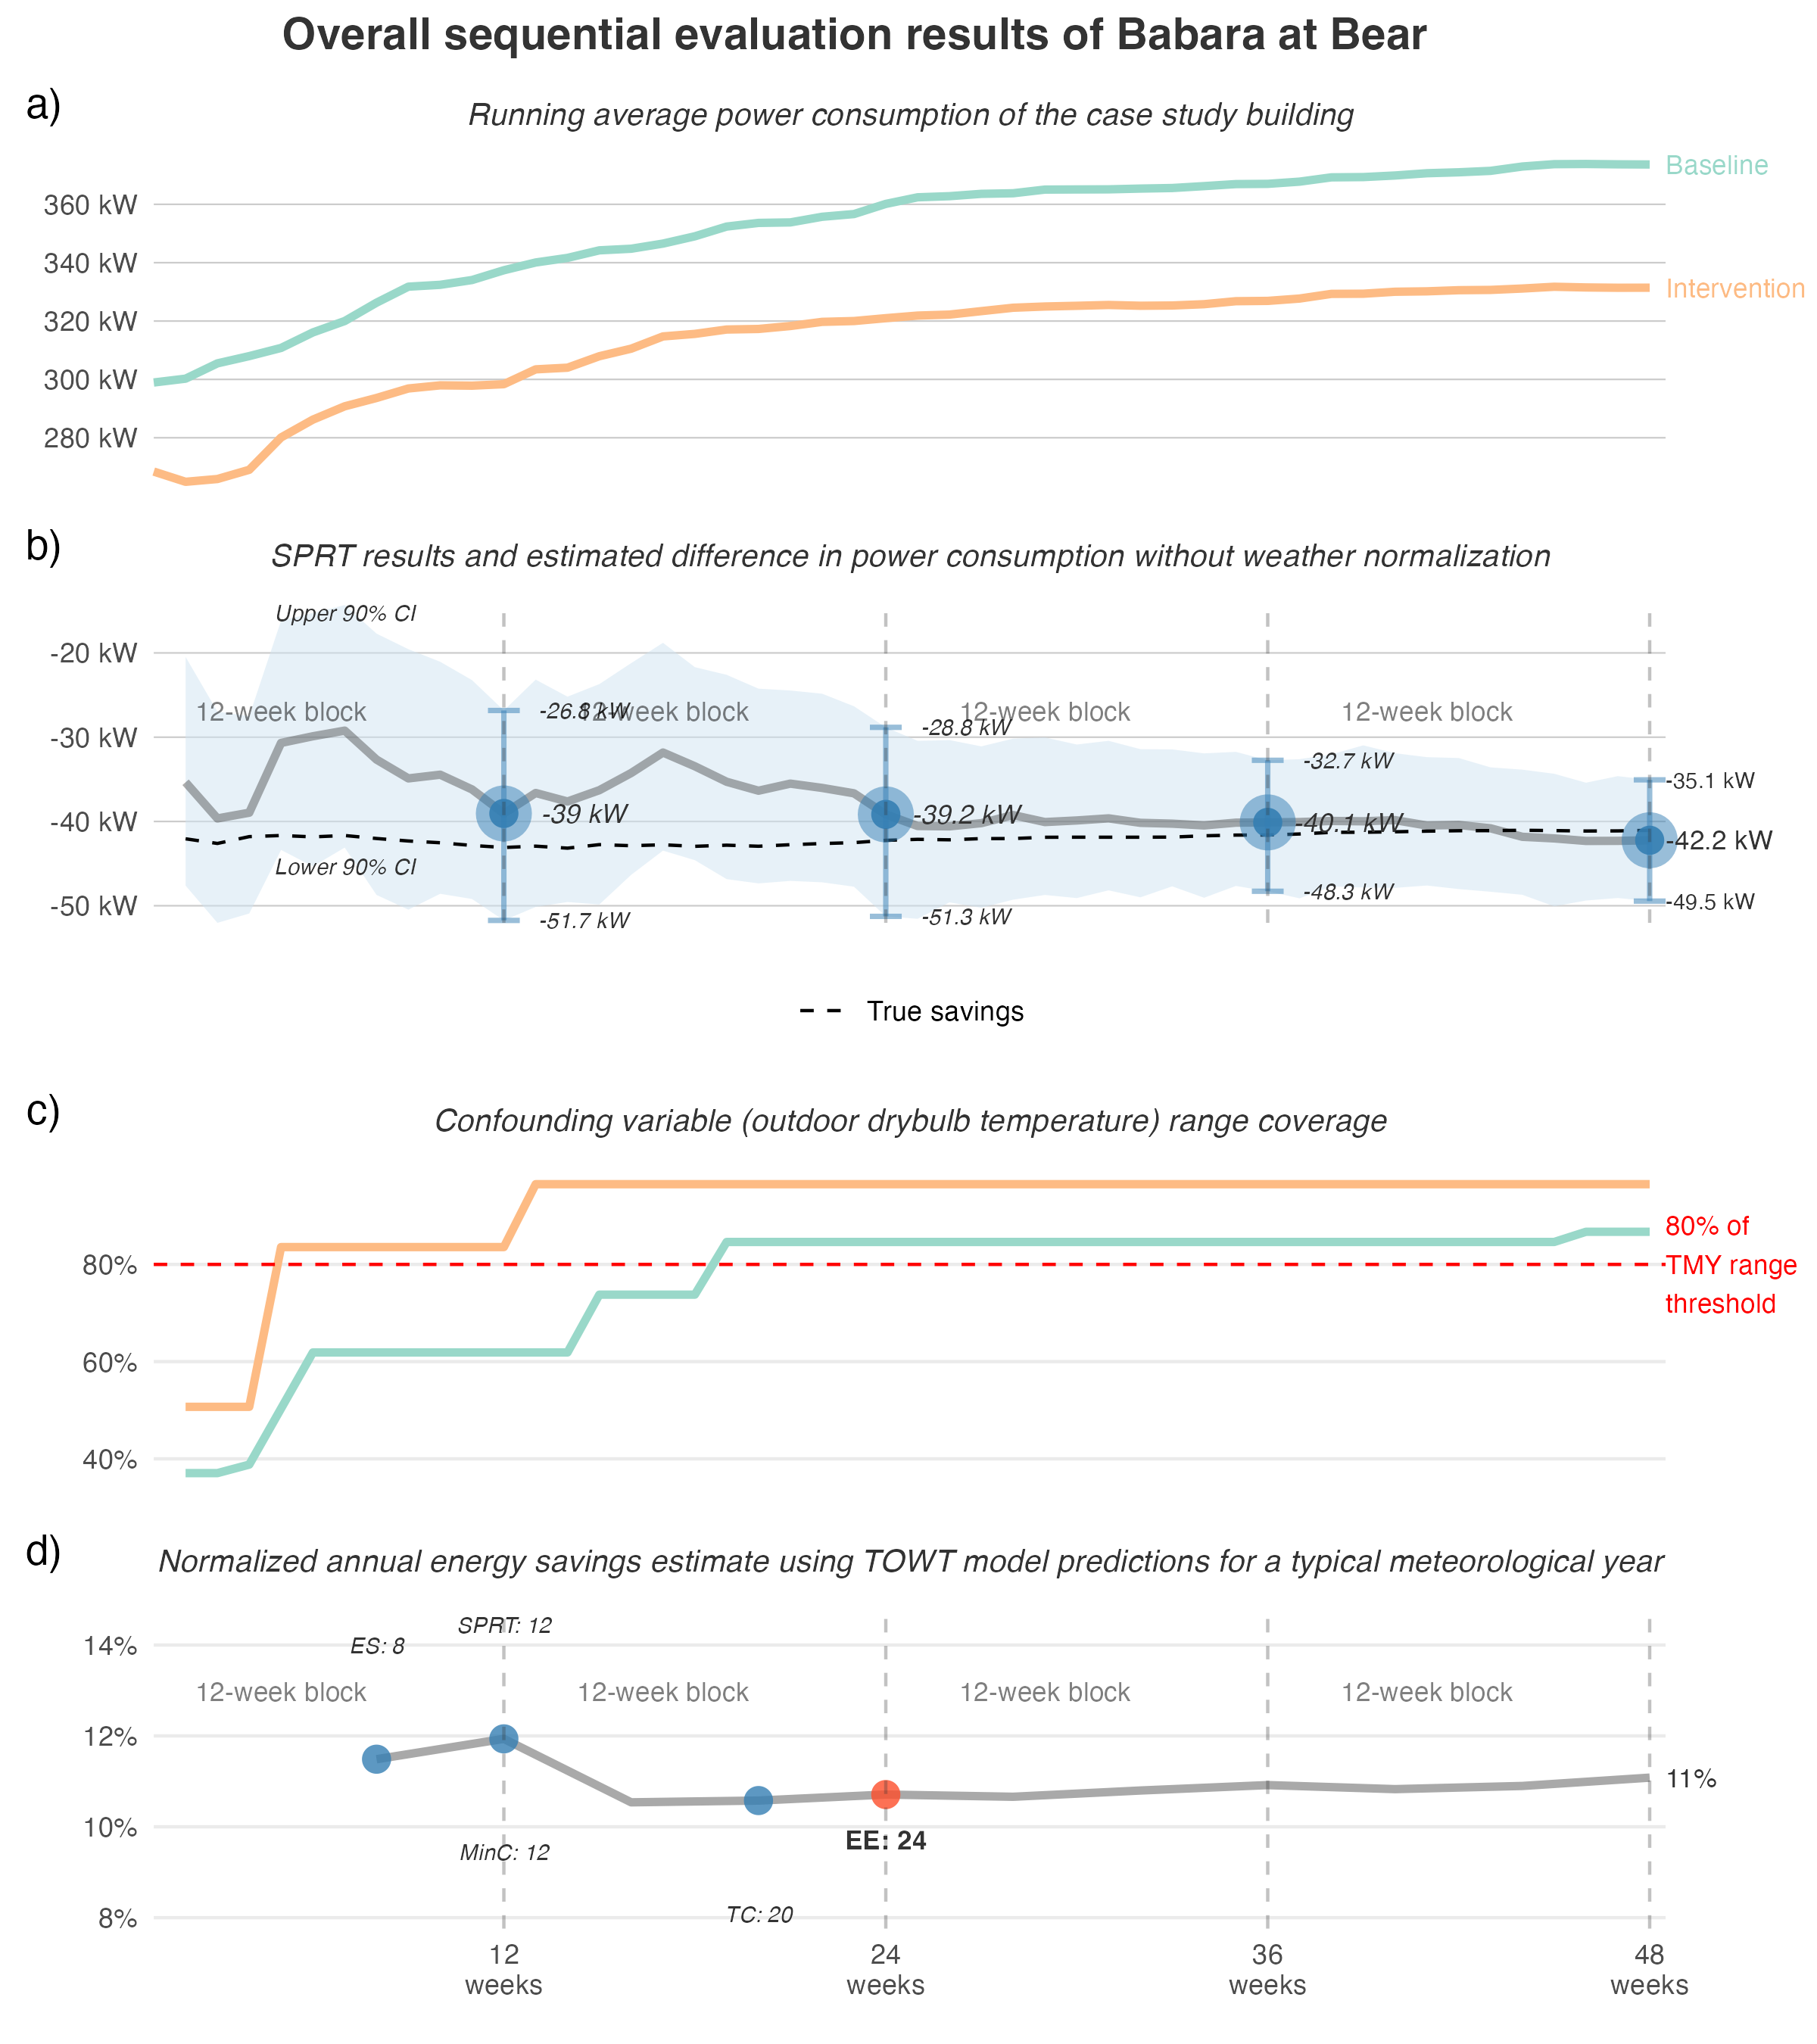 Overall sequential evaluation results of Babara at Bear
a)
Running average power consumption of the case study building
Baseline
360 kW
340 kW
Intervention
320 kW
300 kW
280 kW
b)
SPRT results and estimated difference in power consumption without weather normalization
Upper 90% CI
-20 kW
12-week block
-26.8 kW
12-week block
12-week block
12-week block
-28.8 kW
-30 kW
-32.7 kW
-35.1 kW
-39 kW
-39.2 kW
-40 kW
-40.1 kW
-42.2 kW
Lower 90% CI
-48.3 kW
-49.5 kW
-50 kW
-51.7 kW
-51.3 kW
True savings
c)
Confounding variable (outdoor drybulb temperature) range coverage
80% of
TMY range
threshold
80%
60%
40%
d)
Normalized annual energy savings estimate using TOWT model predictions for a typical meteorological year
SPRT: 12
ES: 8
14%
12-week block
12-week block
12-week block
12-week block
12%
11%
10%
EE: 24
MinC: 12
TC: 20
8%
12
weeks
24
weeks
36
weeks
48
weeks